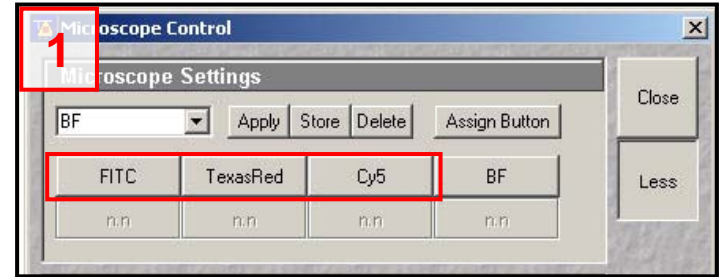 1
Microscope Control
Microscope Settings
BF Apply Store Delete Assign Button Close
FITC TexasRed Cy5 BF Less
n.n n.n n.n n.n